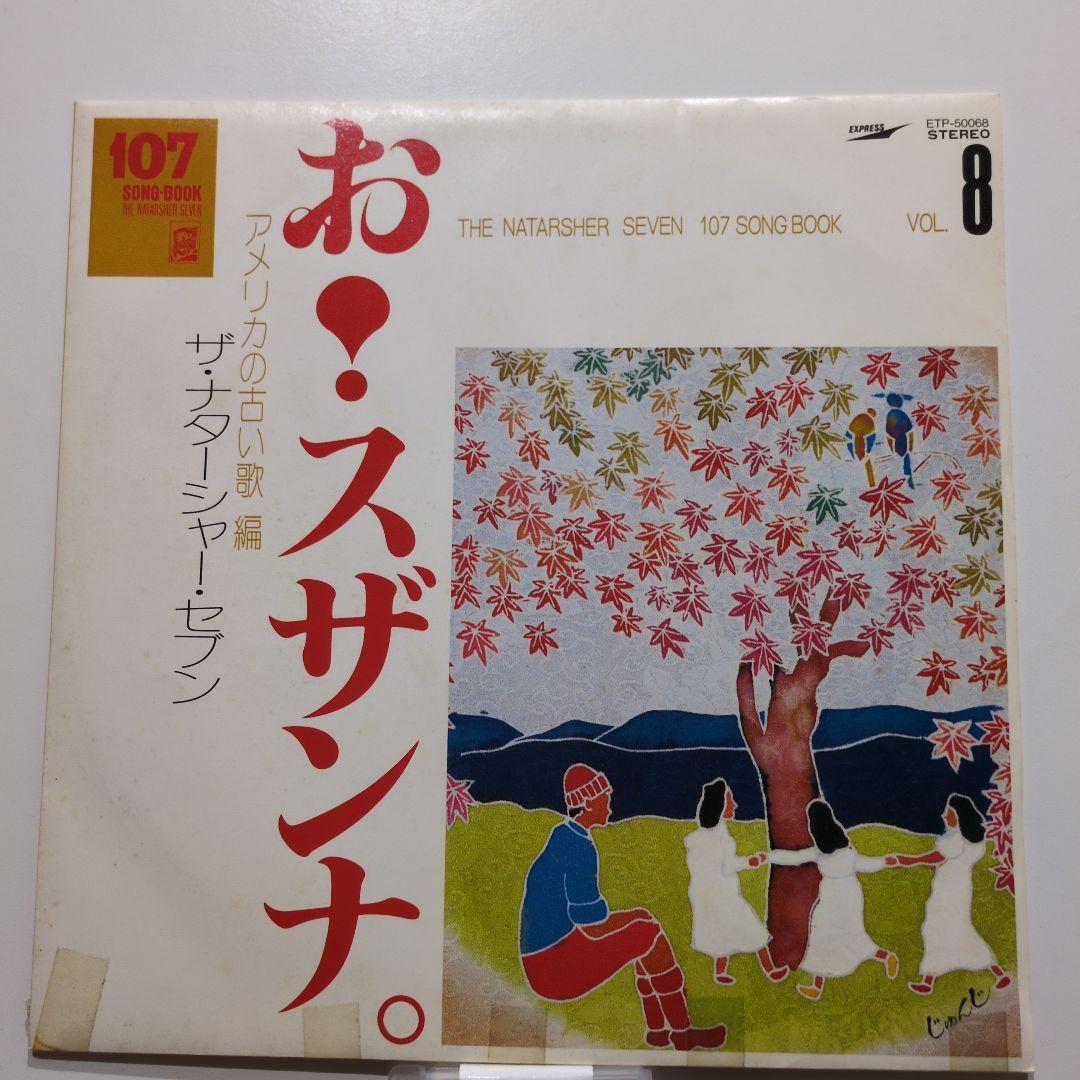 107
SONG-BOOK
THE NATARSHER SEVEN
お!・スザンナ。
アメリカの古い歌 編
ザ・ナターシャー・セブン
THE NATARSHER SEVEN 107 SONG BOOK VOL. 8
EXPRESS
ETP-50068
STEREO
じゅんじ